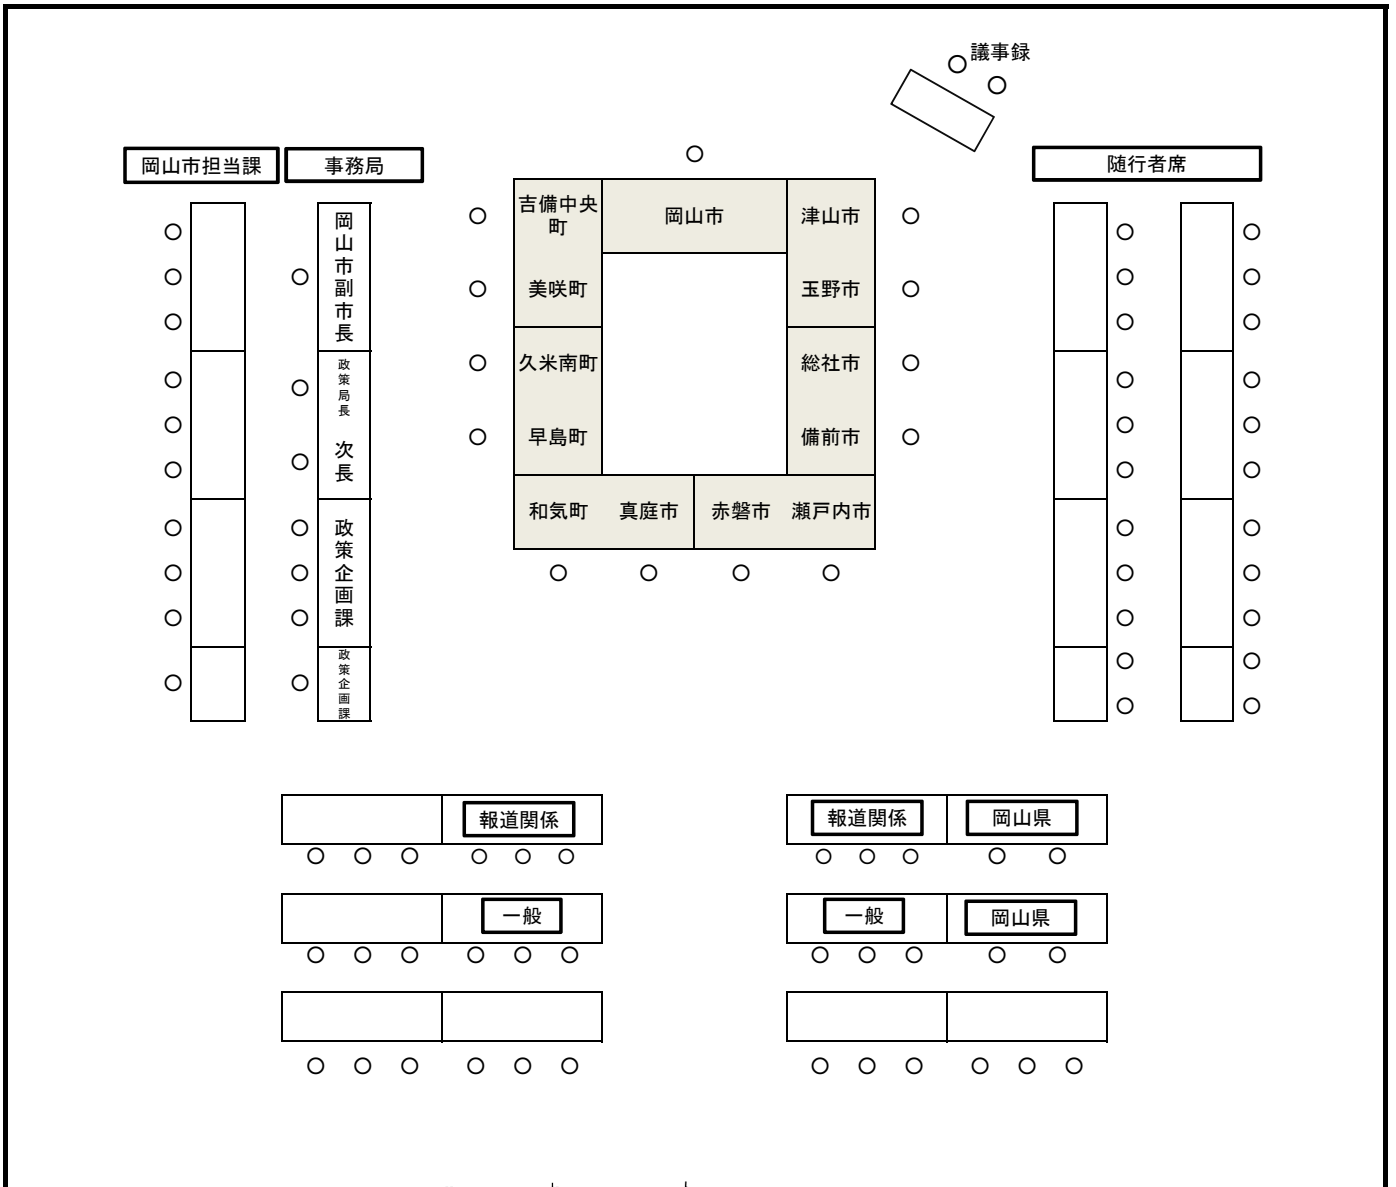 議事録
岡山市担当課
事務局
随行者席
吉備中央
町
岡山市
津山市
美咲町
玉野市
久米南町
総社市
早島町
備前市
和気町
真庭市
赤磐市
瀬戸内市
岡山市副市長
政策局長
次長
政策企画課
政策企画課
報道関係
報道関係
岡山県
一般
一般
岡山県